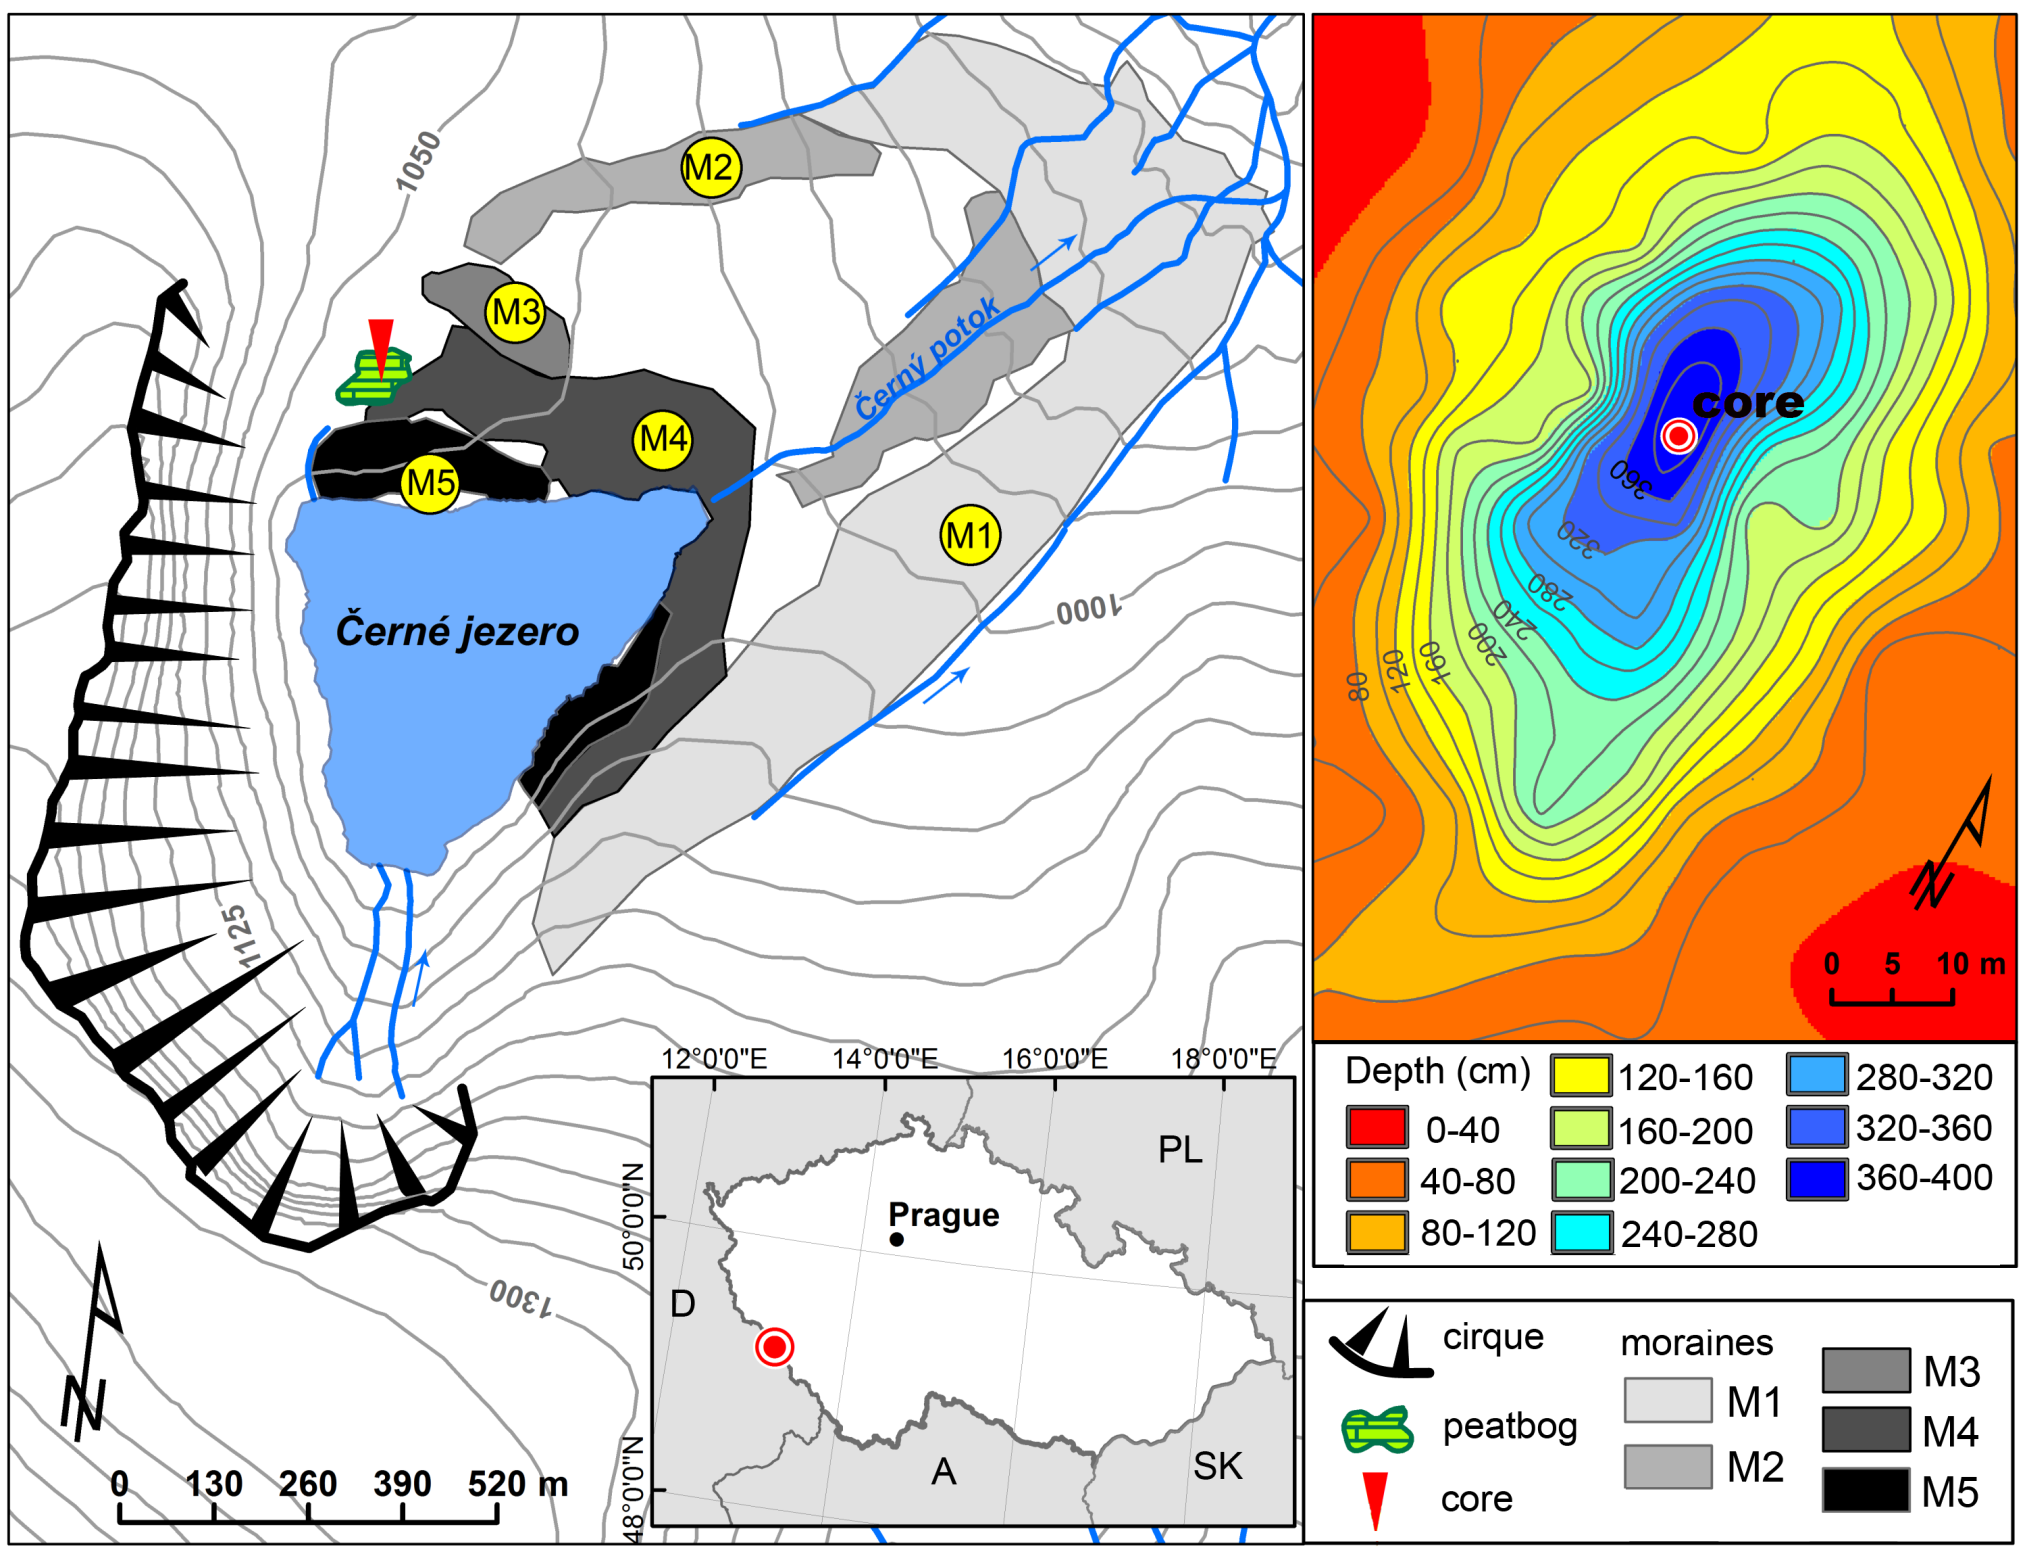 1050
M2
M3
M4
M5
M1
Černý potok
Černé jezero
1000
1125
1300
0 130 260 390 520 m
N
12°0'0"E 14°0'0"E 16°0'0"E 18°0'0"E
50°0'0"N
48°0'0"N
PL
Prague
D
A
SK
core
360
320
280
240
200
160
120
80
N
0 5 10 m
Depth (cm)
0-40
40-80
80-120
120-160
160-200
200-240
240-280
280-320
320-360
360-400
cirque
peatbog
core
moraines
M1
M2
M3
M4
M5